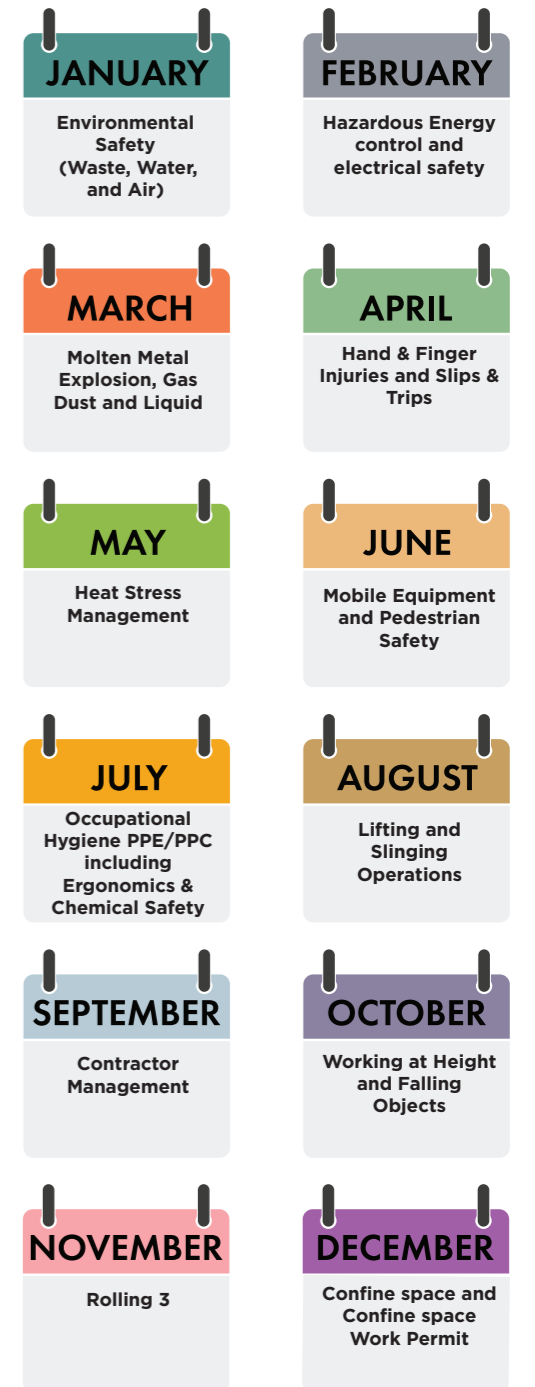 JANUARY
Environmental
Safety
(Waste, Water,
and Air)
FEBRUARY
Hazardous Energy
control and
electrical safety
MARCH
Molten Metal
Explosion, Gas
Dust and Liquid
APRIL
Hand & Finger
Injuries and Slips &
Trips
MAY
Heat Stress
Management
JUNE
Mobile Equipment
and Pedestrian
Safety
JULY
Occupational
Hygiene PPE/PPC
including
Ergonomics &
Chemical Safety
AUGUST
Lifting and
Slinging
Operations
SEPTEMBER
Contractor
Management
OCTOBER
Working at Height
and Falling
Objects
NOVEMBER
Rolling 3
DECEMBER
Confine space and
Confine space
Work Permit